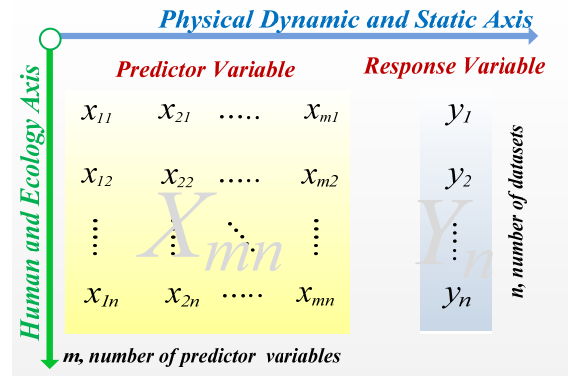 Physical Dynamic and Static Axis
Human and Ecology Axis
Predictor Variable
Response Variable
x11 x21 ..... xm1 y1
x12 x22 ..... xm2 y2
Xmn Yn
x1n x2n ..... xmn yn
n, number of datasets
m, number of predictor variables